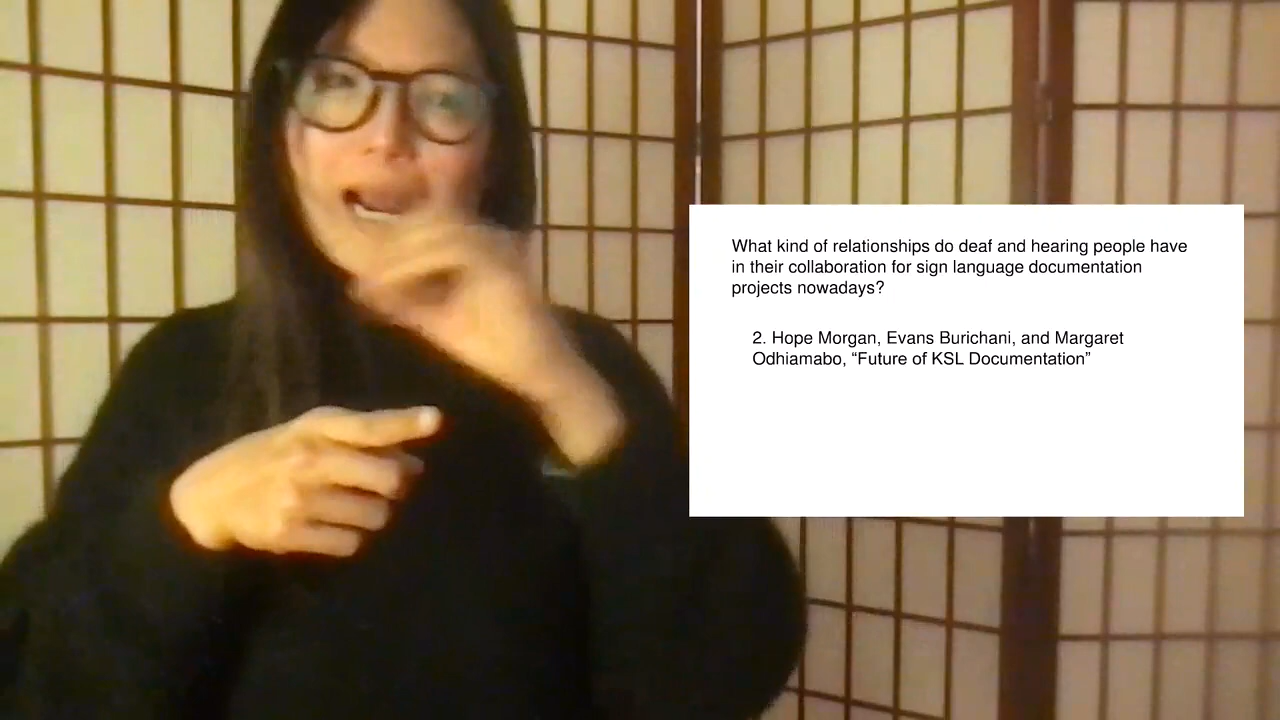 What kind of relationships do deaf and hearing people have
in their collaboration for sign language documentation
projects nowadays?
2. Hope Morgan, Evans Burichani, and Margaret
Odhiamabo, “Future of KSL Documentation”